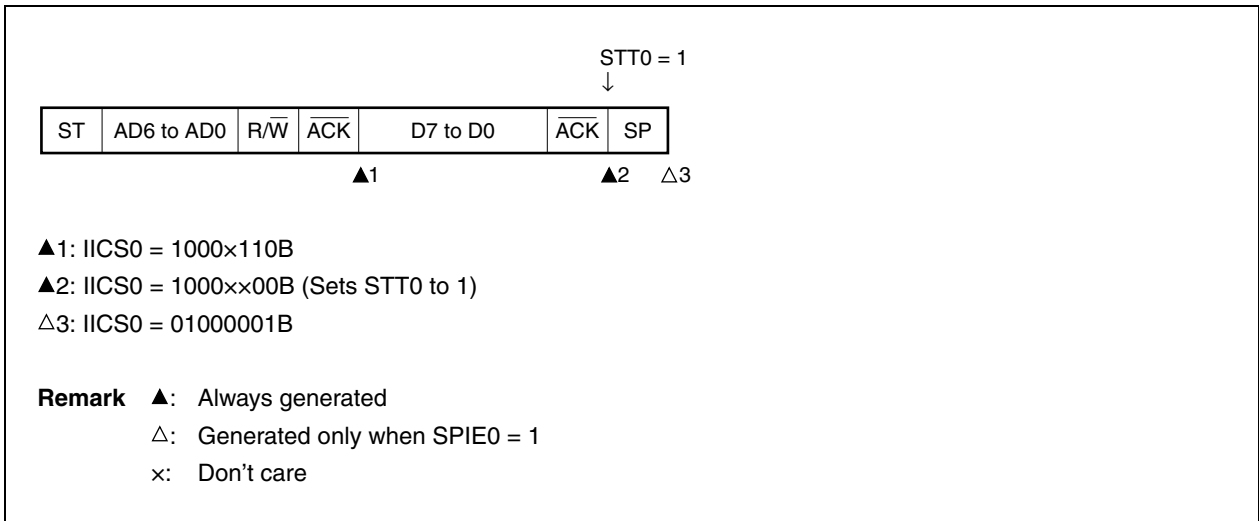 STT0 = 1
↓
ST AD6 to AD0 R/W̅ A̅C̅K̅ D7 to D0 A̅C̅K̅ SP
▲1 ▲2 △3
▲1: IICS0 = 1000×110B
▲2: IICS0 = 1000××00B (Sets STT0 to 1)
△3: IICS0 = 01000001B
Remark ▲: Always generated
△: Generated only when SPIE0 = 1
×: Don't care